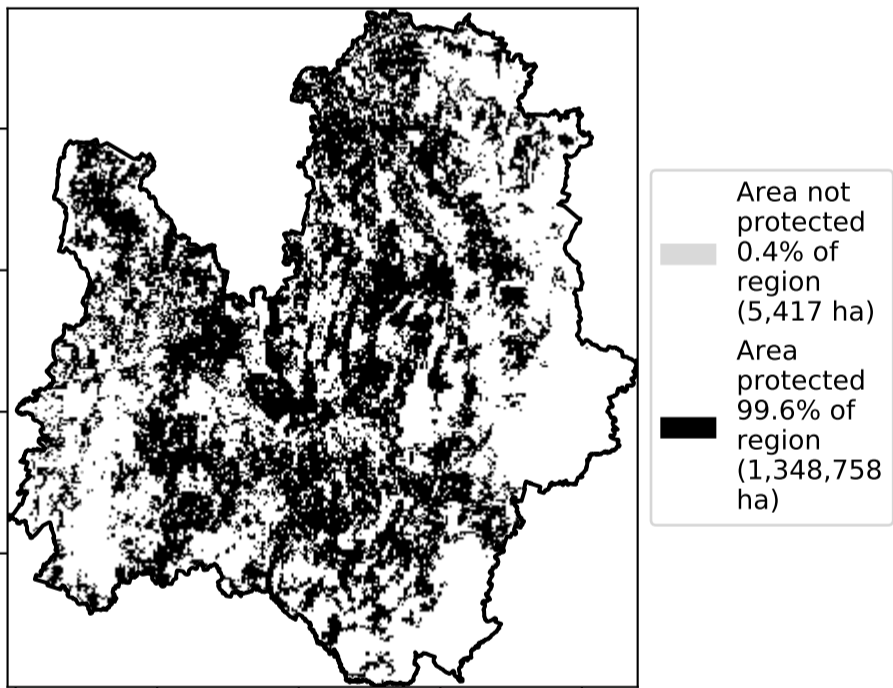 Area not
protected
0.4% of
region
(5,417 ha)
Area
protected
99.6% of
region
(1,348,758
ha)